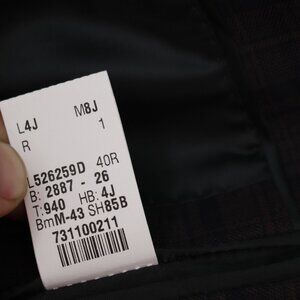 L4J M8J
R 1
L526259D 40R
B: 2887 - 26
T: 940 HB: 4J
BmM-43 SH85B
731100211